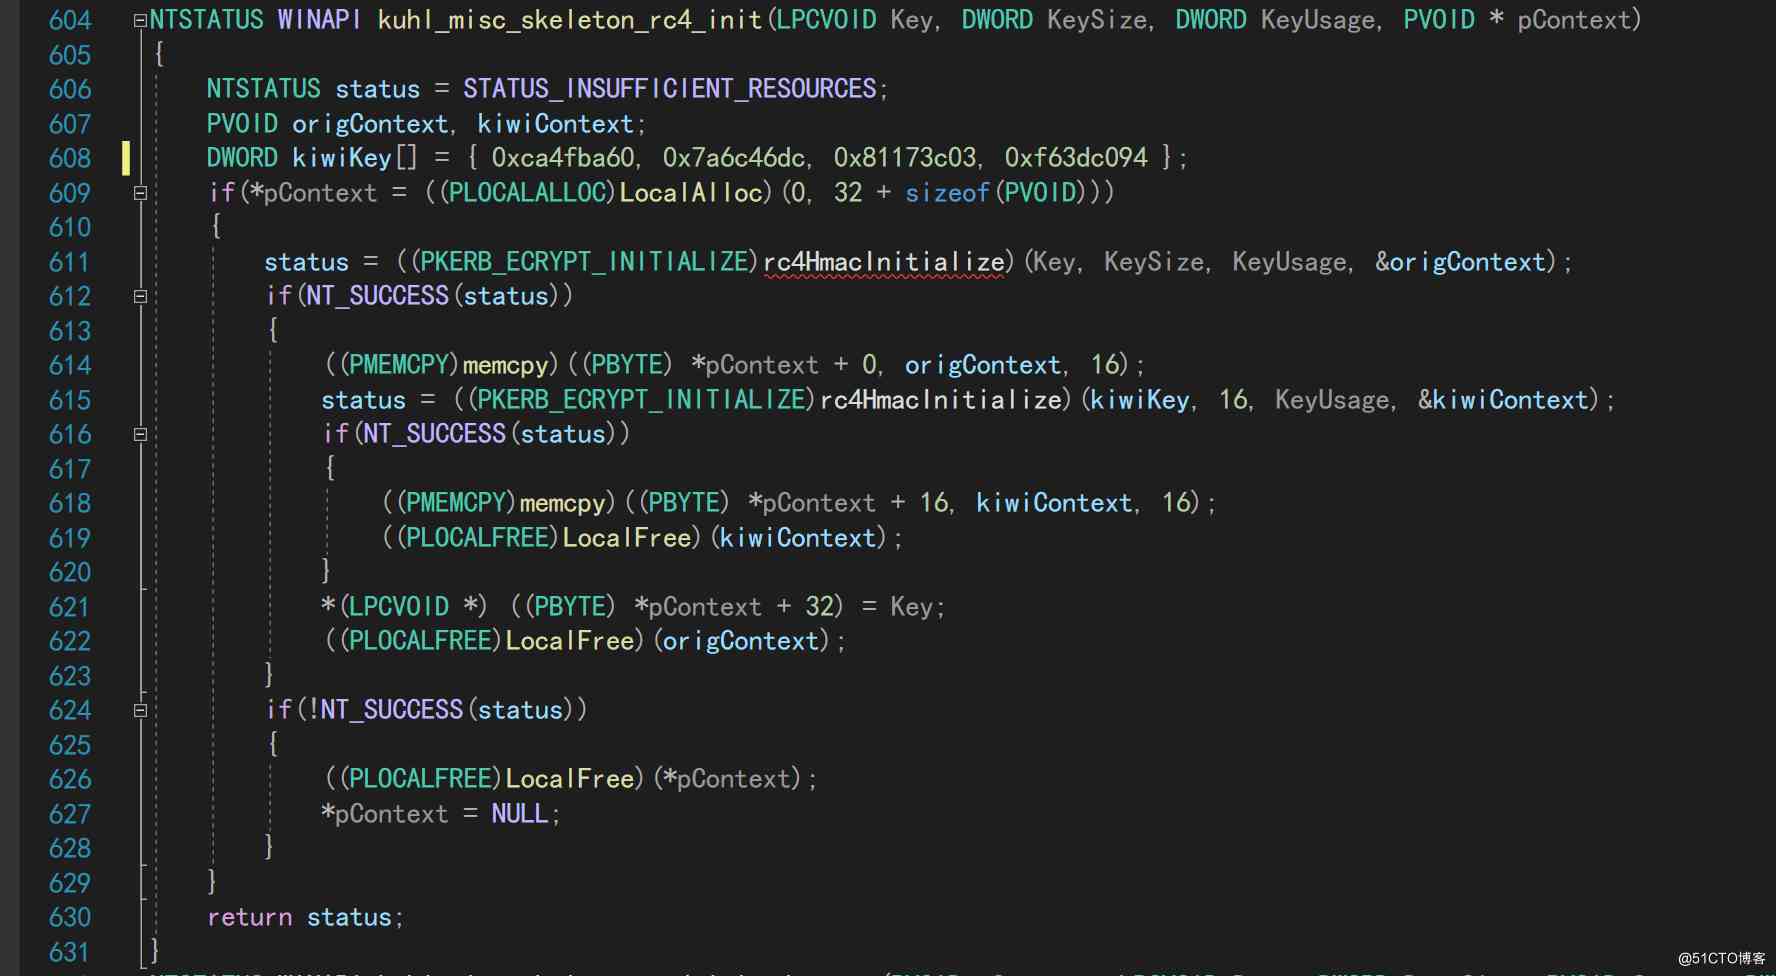 604 NTSTATUS WINAPI kuhl_misc_skeleton_rc4_init(LPCVOID Key, DWORD KeySize, DWORD KeyUsage, PVOID * pContext)
605 {
606 NTSTATUS status = STATUS_INSUFFICIENT_RESOURCES;
607 PVOID origContext, kiwiContext;
608 DWORD kiwiKey[] = { 0xca4fba60, 0x7a6c46dc, 0x81173c03, 0xf63dc094 };
609 if(*pContext = ((PLOCALALLOC)LocalAlloc)(0, 32 + sizeof(PVOID)))
610 {
611 status = ((PKERB_ECRYPT_INITIALIZE)rc4HmacInitialize)(Key, KeySize, KeyUsage, &origContext);
612 if(NT_SUCCESS(status))
613 {
614 ((PMEMCPY)memcpy)((PBYTE) *pContext + 0, origContext, 16);
615 status = ((PKERB_ECRYPT_INITIALIZE)rc4HmacInitialize)(kiwiKey, 16, KeyUsage, &kiwiContext);
616 if(NT_SUCCESS(status))
617 {
618 ((PMEMCPY)memcpy)((PBYTE) *pContext + 16, kiwiContext, 16);
619 ((PLOCALFREE)LocalFree)(kiwiContext);
620 }
621 *(LPCVOID *) ((PBYTE) *pContext + 32) = Key;
622 ((PLOCALFREE)LocalFree)(origContext);
623 }
624 if(!NT_SUCCESS(status))
625 {
626 ((PLOCALFREE)LocalFree)(*pContext);
627 *pContext = NULL;
628 }
629 }
630 return status;
631 }
@51CTO博客